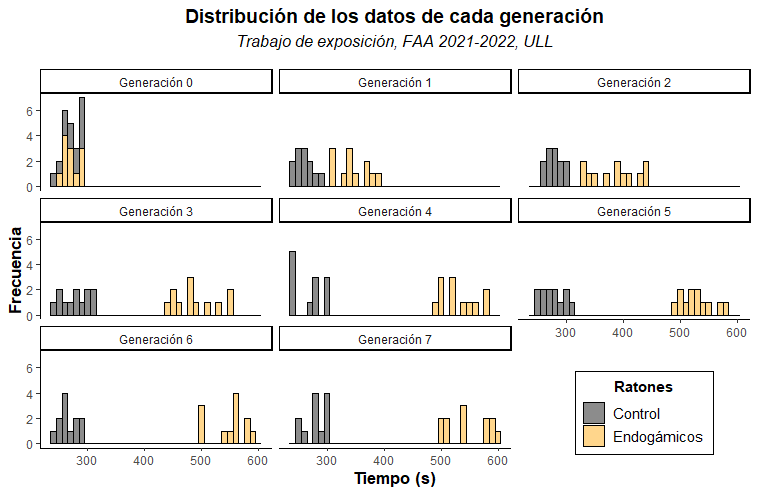 Distribución de los datos de cada generación
Trabajo de exposición, FAA 2021-2022, ULL
Generación 0
Generación 1
Generación 2
6
4
2
0
Generación 3
Generación 4
Generación 5
6
4
2
0
300
400
500
600
Generación 6
Generación 7
6
4
2
0
300
400
500
600
300
400
500
600
Frecuencia
Tiempo (s)
Ratones
Control
Endogámicos